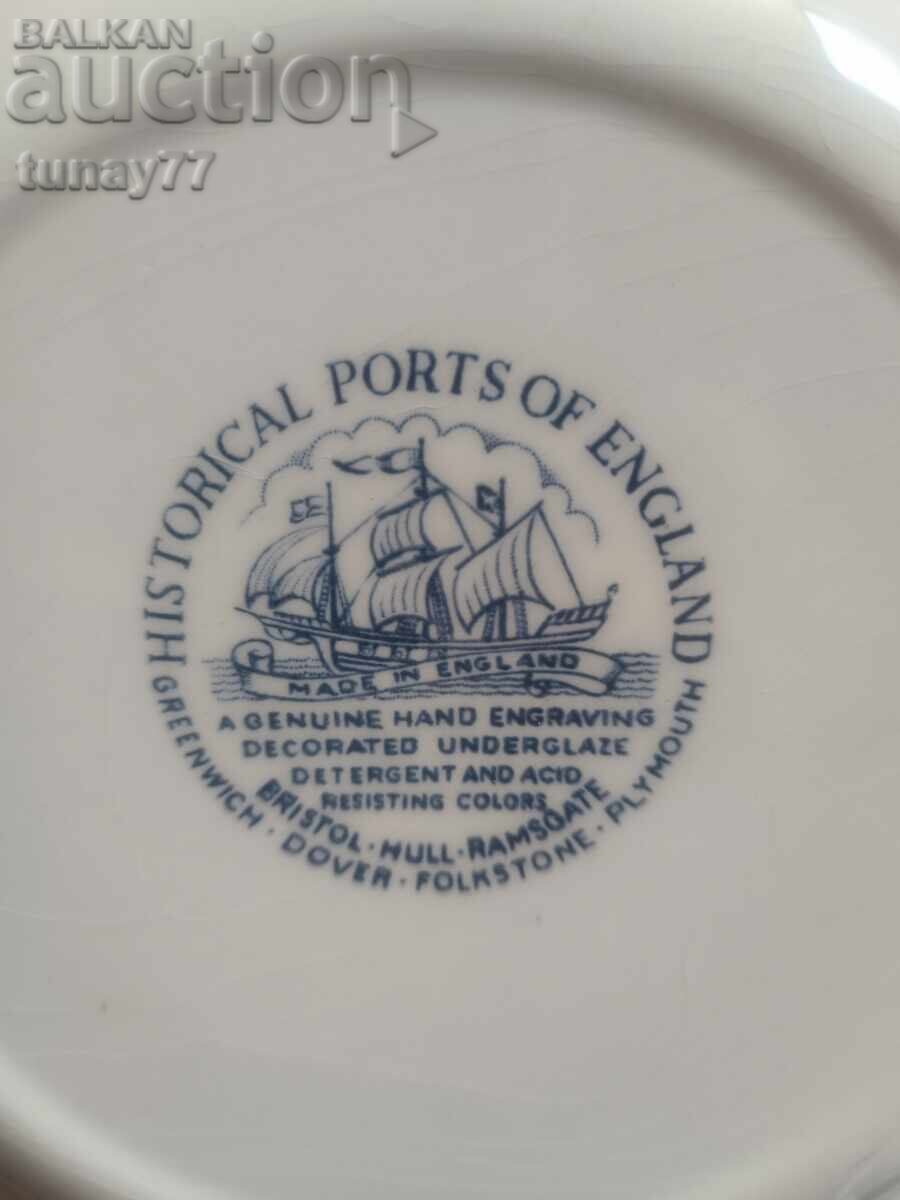 BALKAN
auction
tunay77
HISTORICAL PORTS OF ENGLAND
MADE IN ENGLAND
A GENUINE HAND ENGRAVING
DECORATED UNDERGLAZE
DETERGENT AND ACID
RESISTING COLORS
BRISTOL · HULL · RAMSGATE
GREENWICH · DOVER · FOLKSTONE · PLYMOUTH